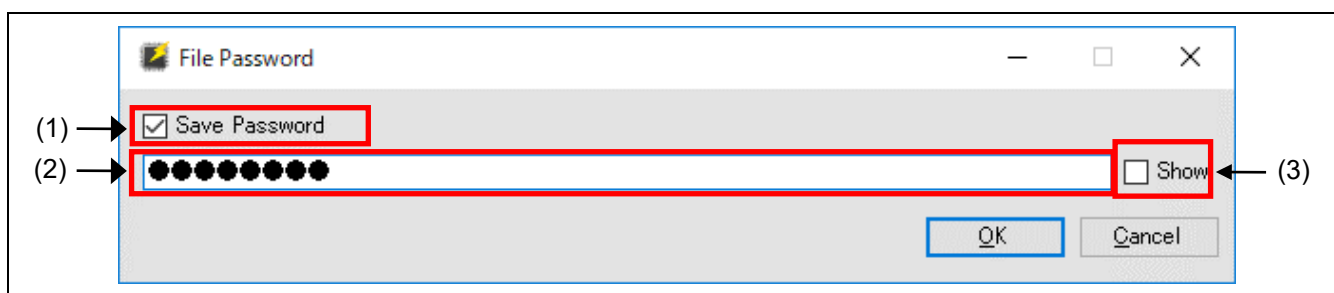 File Password
(1) Save Password
(2) ●●●●●●●● Show (3)
OK Cancel